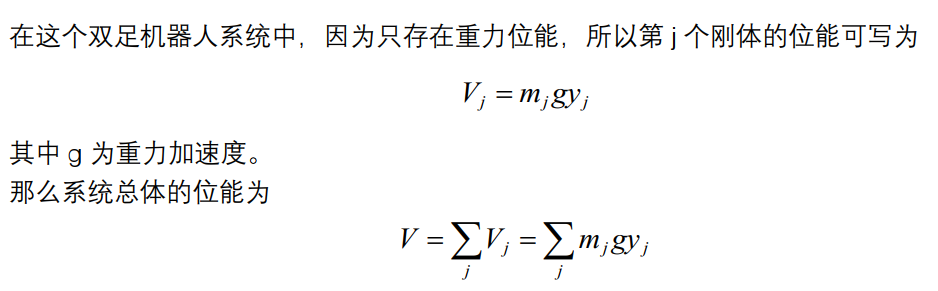 在这个双足机器人系统中，因为只存在重力位能，所以第 j 个刚体的位能可写为
V_j = m_j g y_j
其中 g 为重力加速度。
那么系统总体的位能为
V = ∑_j V_j = ∑_j m_j g y_j